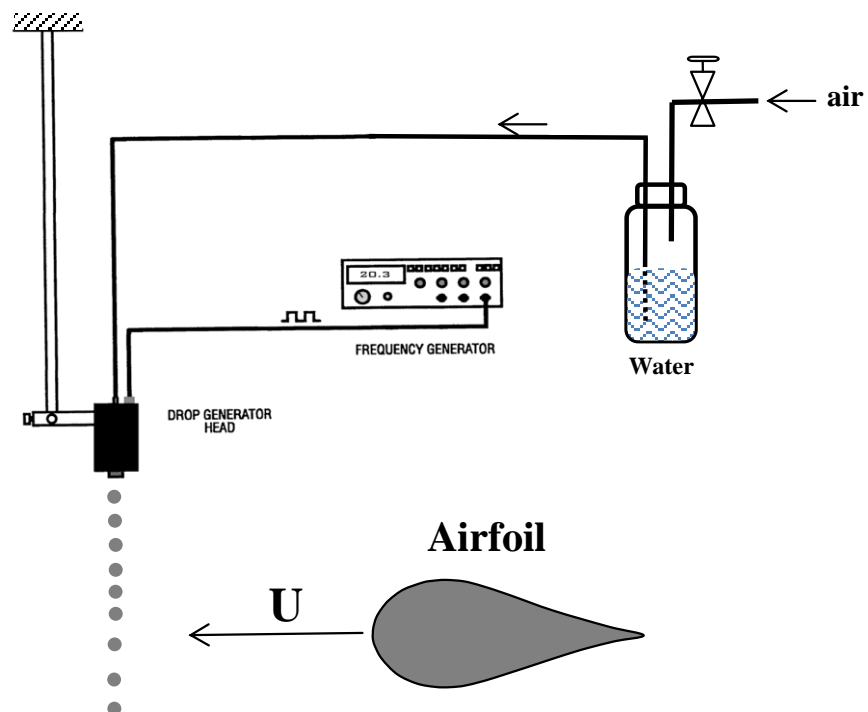 air
20.3
FREQUENCY GENERATOR
Water
DROP GENERATOR
HEAD
Airfoil
U